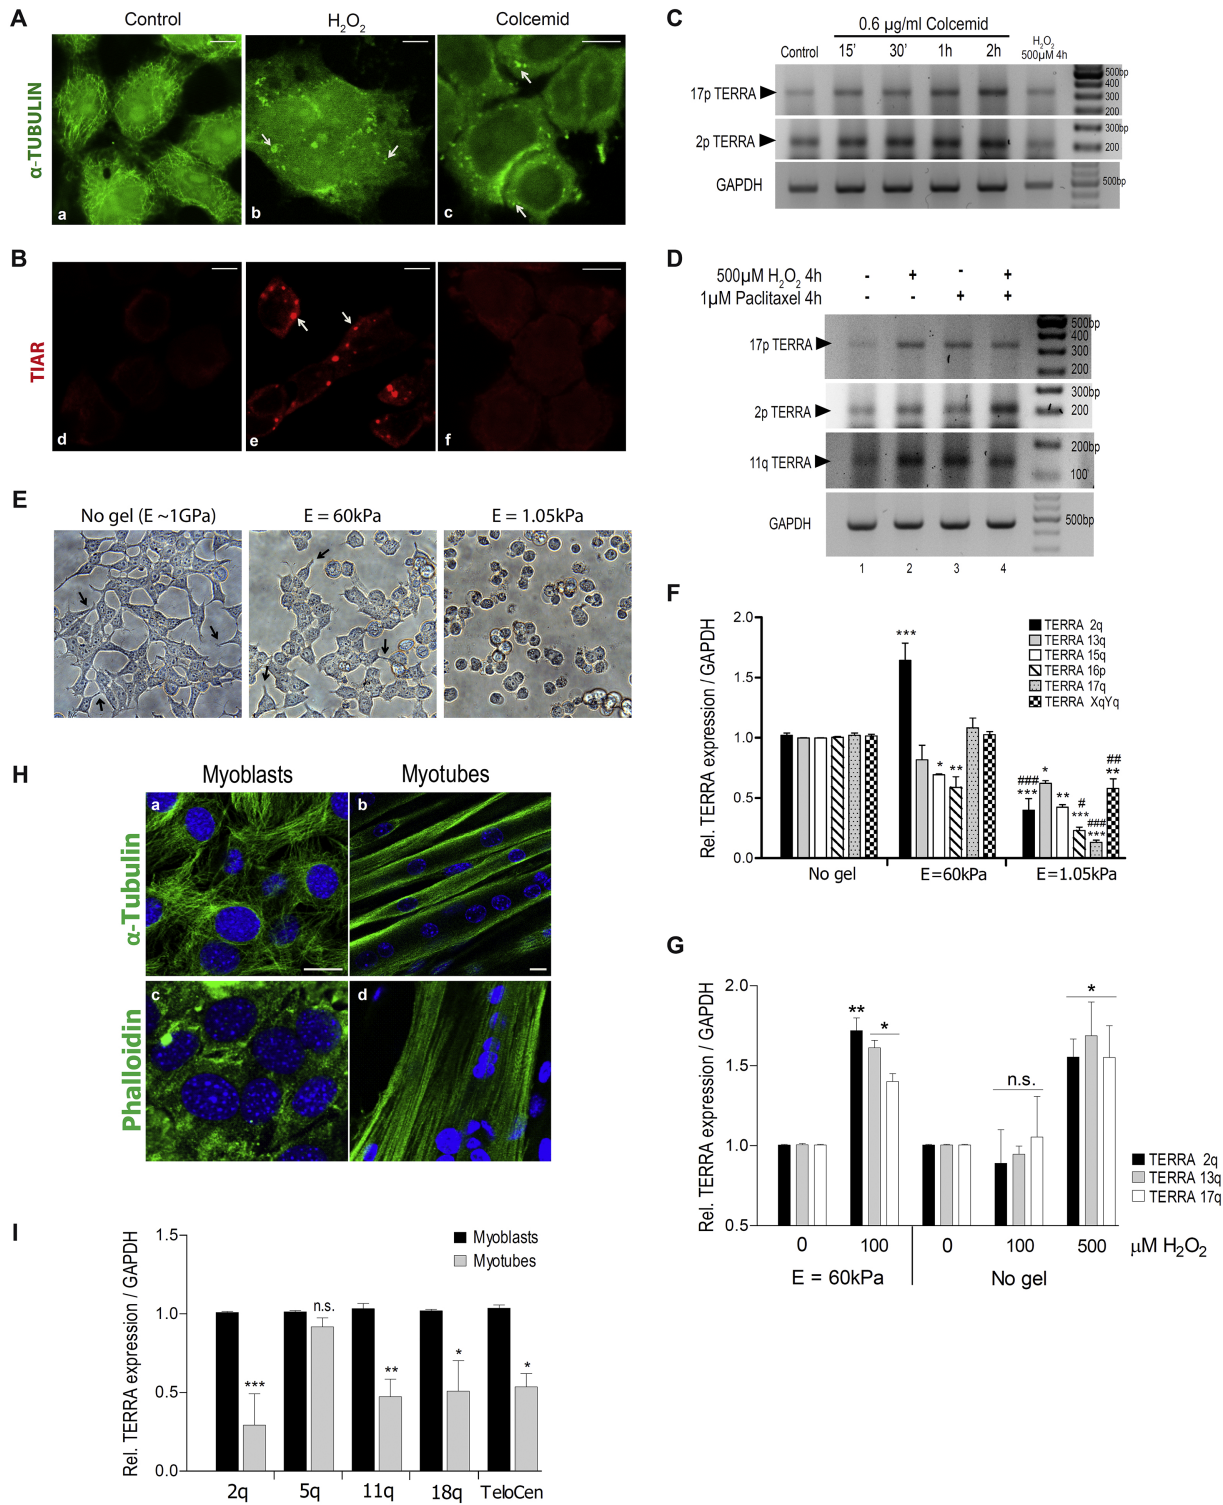 A
Control
H2O2
Colcemid
α-TUBULIN
a
b
c
B
TIAR
d
e
f
C
0.6 µg/ml Colcemid
Control
15'
30'
1h
2h
H2O2
500µM 4h
17p TERRA
500bp
400
300
200
2p TERRA
300bp
200
GAPDH
500bp
D
500µM H2O2 4h
- + - +
1µM Paclitaxel 4h
- - + +
17p TERRA
500bp
400
300
200
2p TERRA
300bp
200
11q TERRA
200bp
100
GAPDH
500bp
1 2 3 4
E
No gel (E ~1GPa)
E = 60kPa
E = 1.05kPa
F
Rel. TERRA expression / GAPDH
2.0
1.5
1.0
0.5
0.0
TERRA 2q
TERRA 13q
TERRA 15q
TERRA 16p
TERRA 17q
TERRA XqYq
***
*
**
###
***
*
**
#
***
###
***
##
**
No gel
E=60kPa
E=1.05kPa
G
Rel. TERRA expression / GAPDH
2.0
1.5
1.0
0.5
**
*
n.s.
*
TERRA 2q
TERRA 13q
TERRA 17q
0 100 0 100 500 µM H2O2
E = 60kPa
No gel
H
Myoblasts
Myotubes
α-Tubulin
a
b
Phalloidin
c
d
I
Rel. TERRA expression / GAPDH
1.5
1.0
0.5
0.0
Myoblasts
Myotubes
***
n.s.
**
*
*
2q
5q
11q
18q
TeloCen